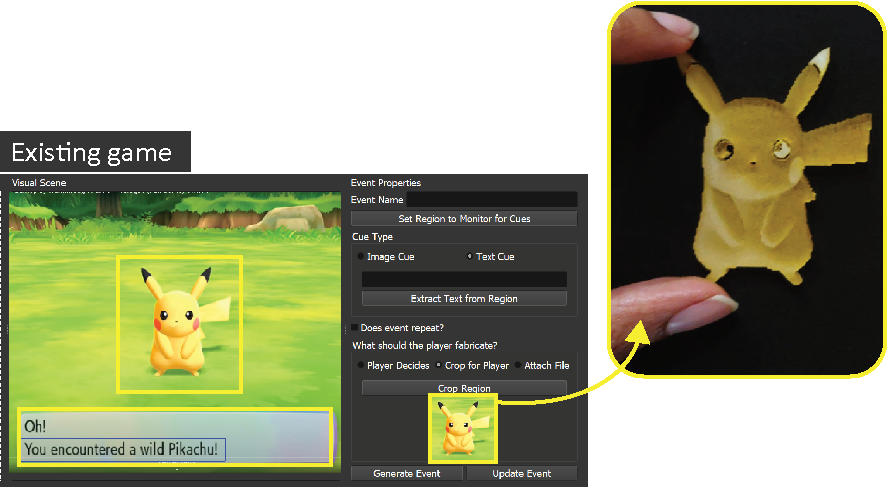 Existing game
Visual Scene
Event Properties
Event Name
Set Region to Monitor for Cues
Cue Type
Image Cue
Text Cue
Extract Text from Region
Does event repeat?
What should the player fabricate?
Player Decides
Crop for Player
Attach File
Crop Region
Oh!
You encountered a wild Pikachu!
Generate Event
Update Event